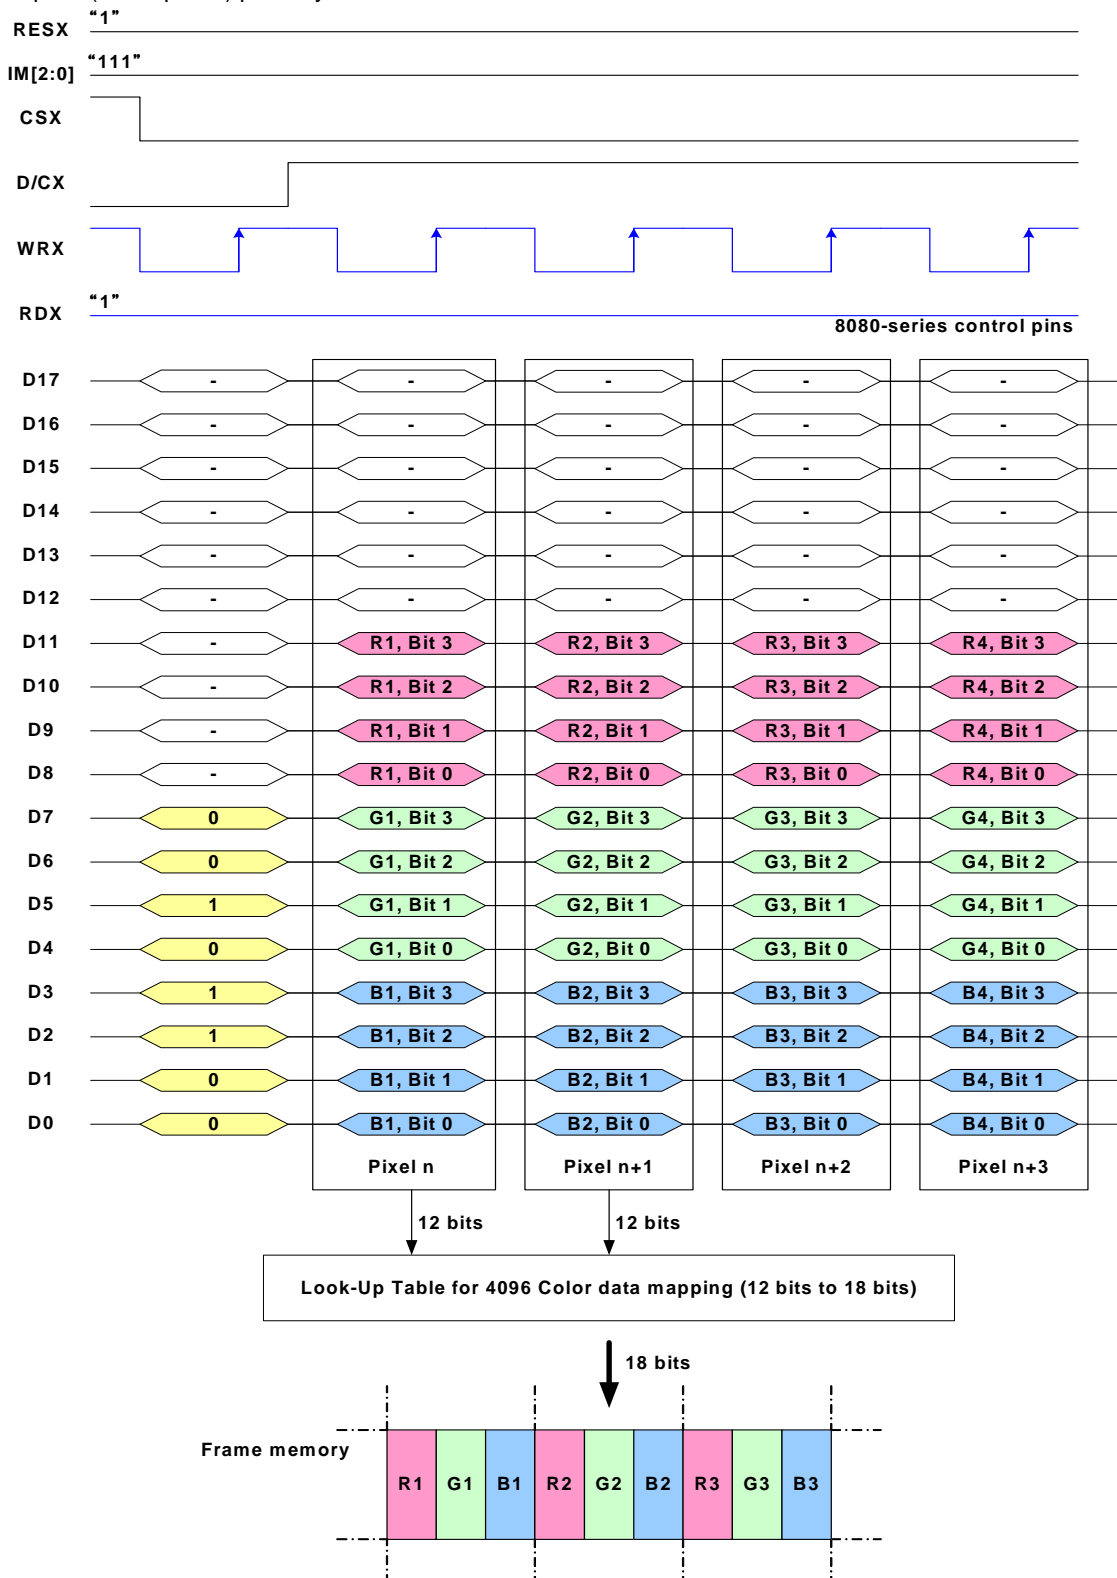 RESX "1"
IM[2:0] "111"
CSX
D/CX
WRX
RDX "1"
8080-series control pins
D17 - - - - -
D16 - - - - -
D15 - - - - -
D14 - - - - -
D13 - - - - -
D12 - - - - -
D11 - R1, Bit 3 R2, Bit 3 R3, Bit 3 R4, Bit 3
D10 - R1, Bit 2 R2, Bit 2 R3, Bit 2 R4, Bit 2
D9 - R1, Bit 1 R2, Bit 1 R3, Bit 1 R4, Bit 1
D8 - R1, Bit 0 R2, Bit 0 R3, Bit 0 R4, Bit 0
D7 0 G1, Bit 3 G2, Bit 3 G3, Bit 3 G4, Bit 3
D6 0 G1, Bit 2 G2, Bit 2 G3, Bit 2 G4, Bit 2
D5 1 G1, Bit 1 G2, Bit 1 G3, Bit 1 G4, Bit 1
D4 0 G1, Bit 0 G2, Bit 0 G3, Bit 0 G4, Bit 0
D3 1 B1, Bit 3 B2, Bit 3 B3, Bit 3 B4, Bit 3
D2 1 B1, Bit 2 B2, Bit 2 B3, Bit 2 B4, Bit 2
D1 0 B1, Bit 1 B2, Bit 1 B3, Bit 1 B4, Bit 1
D0 0 B1, Bit 0 B2, Bit 0 B3, Bit 0 B4, Bit 0
Pixel n Pixel n+1 Pixel n+2 Pixel n+3
12 bits 12 bits
Look-Up Table for 4096 Color data mapping (12 bits to 18 bits)
18 bits
Frame memory
R1 G1 B1 R2 G2 B2 R3 G3 B3